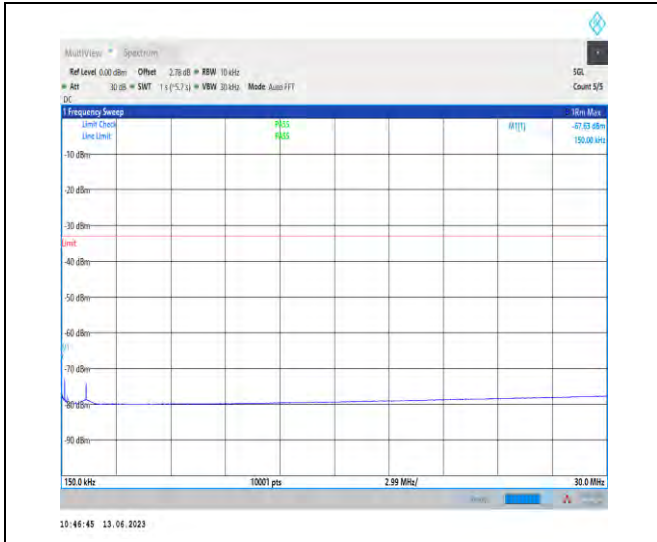 MultiView Spectrum
Ref Level 0.00 dBm Offset 2.78 dB RBW 10 kHz SGL
Att 30 dB SWT 1 s (~5.7 s) VBW 30 kHz Mode Auto FFT Count 5/5
DC
1 Frequency Sweep 1Rm Max
Limit Check PASS M1[1] -67.63 dBm
Line Limit PASS 150.00 kHz
-10 dBm
-20 dBm
-30 dBm
Limit
-40 dBm
-50 dBm
-60 dBm
M1
-70 dBm
-80 dBm
-90 dBm
150.0 kHz 10001 pts 2.99 MHz/ 30.0 MHz
10:46:45 13.06.2023